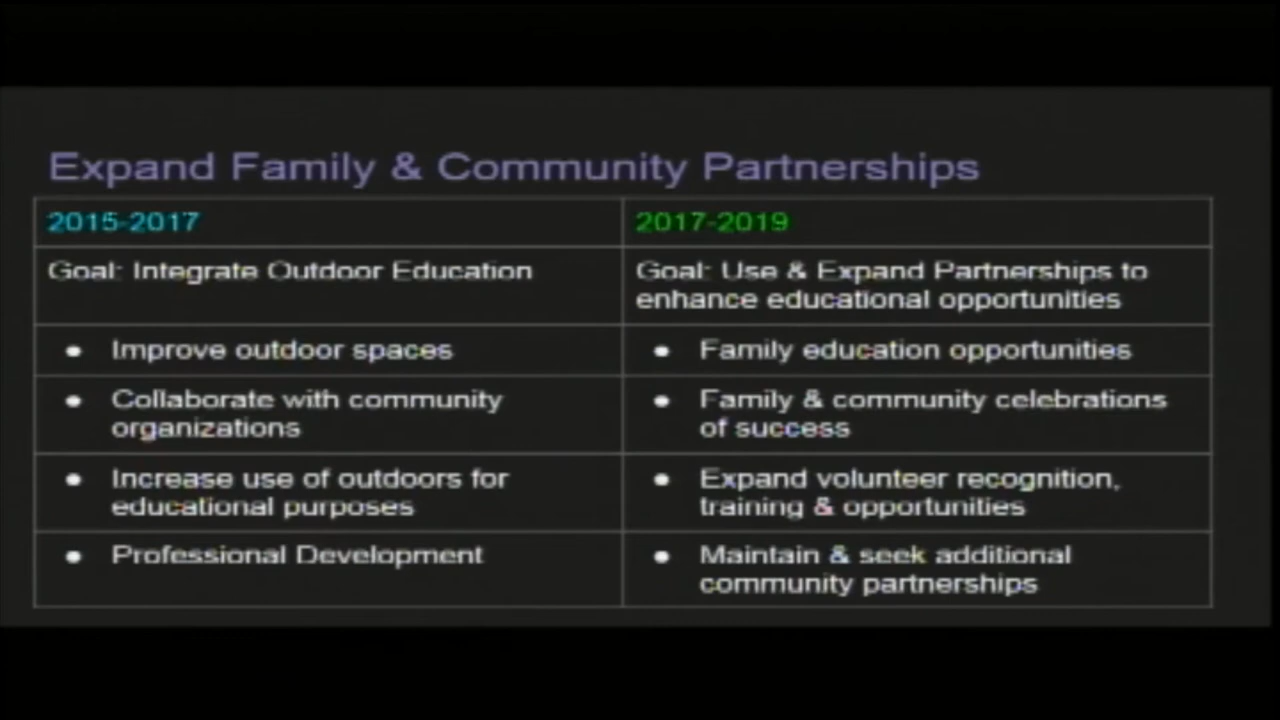 Expand Family & Community Partnerships
2015-2017
2017-2019
Goal: Integrate Outdoor Education
Goal: Use & Expand Partnerships to
enhance educational opportunities
● Improve outdoor spaces
● Family education opportunities
● Collaborate with community
organizations
● Family & community celebrations
of success
● Increase use of outdoors for
educational purposes
● Expand volunteer recognition,
training & opportunities
● Professional Development
● Maintain & seek additional
community partnerships